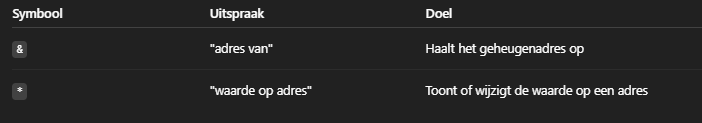 Symbool Uitspraak Doel
& "adres van" Haalt het geheugenadres op
* "waarde op adres" Toont of wijzigt de waarde op een adres